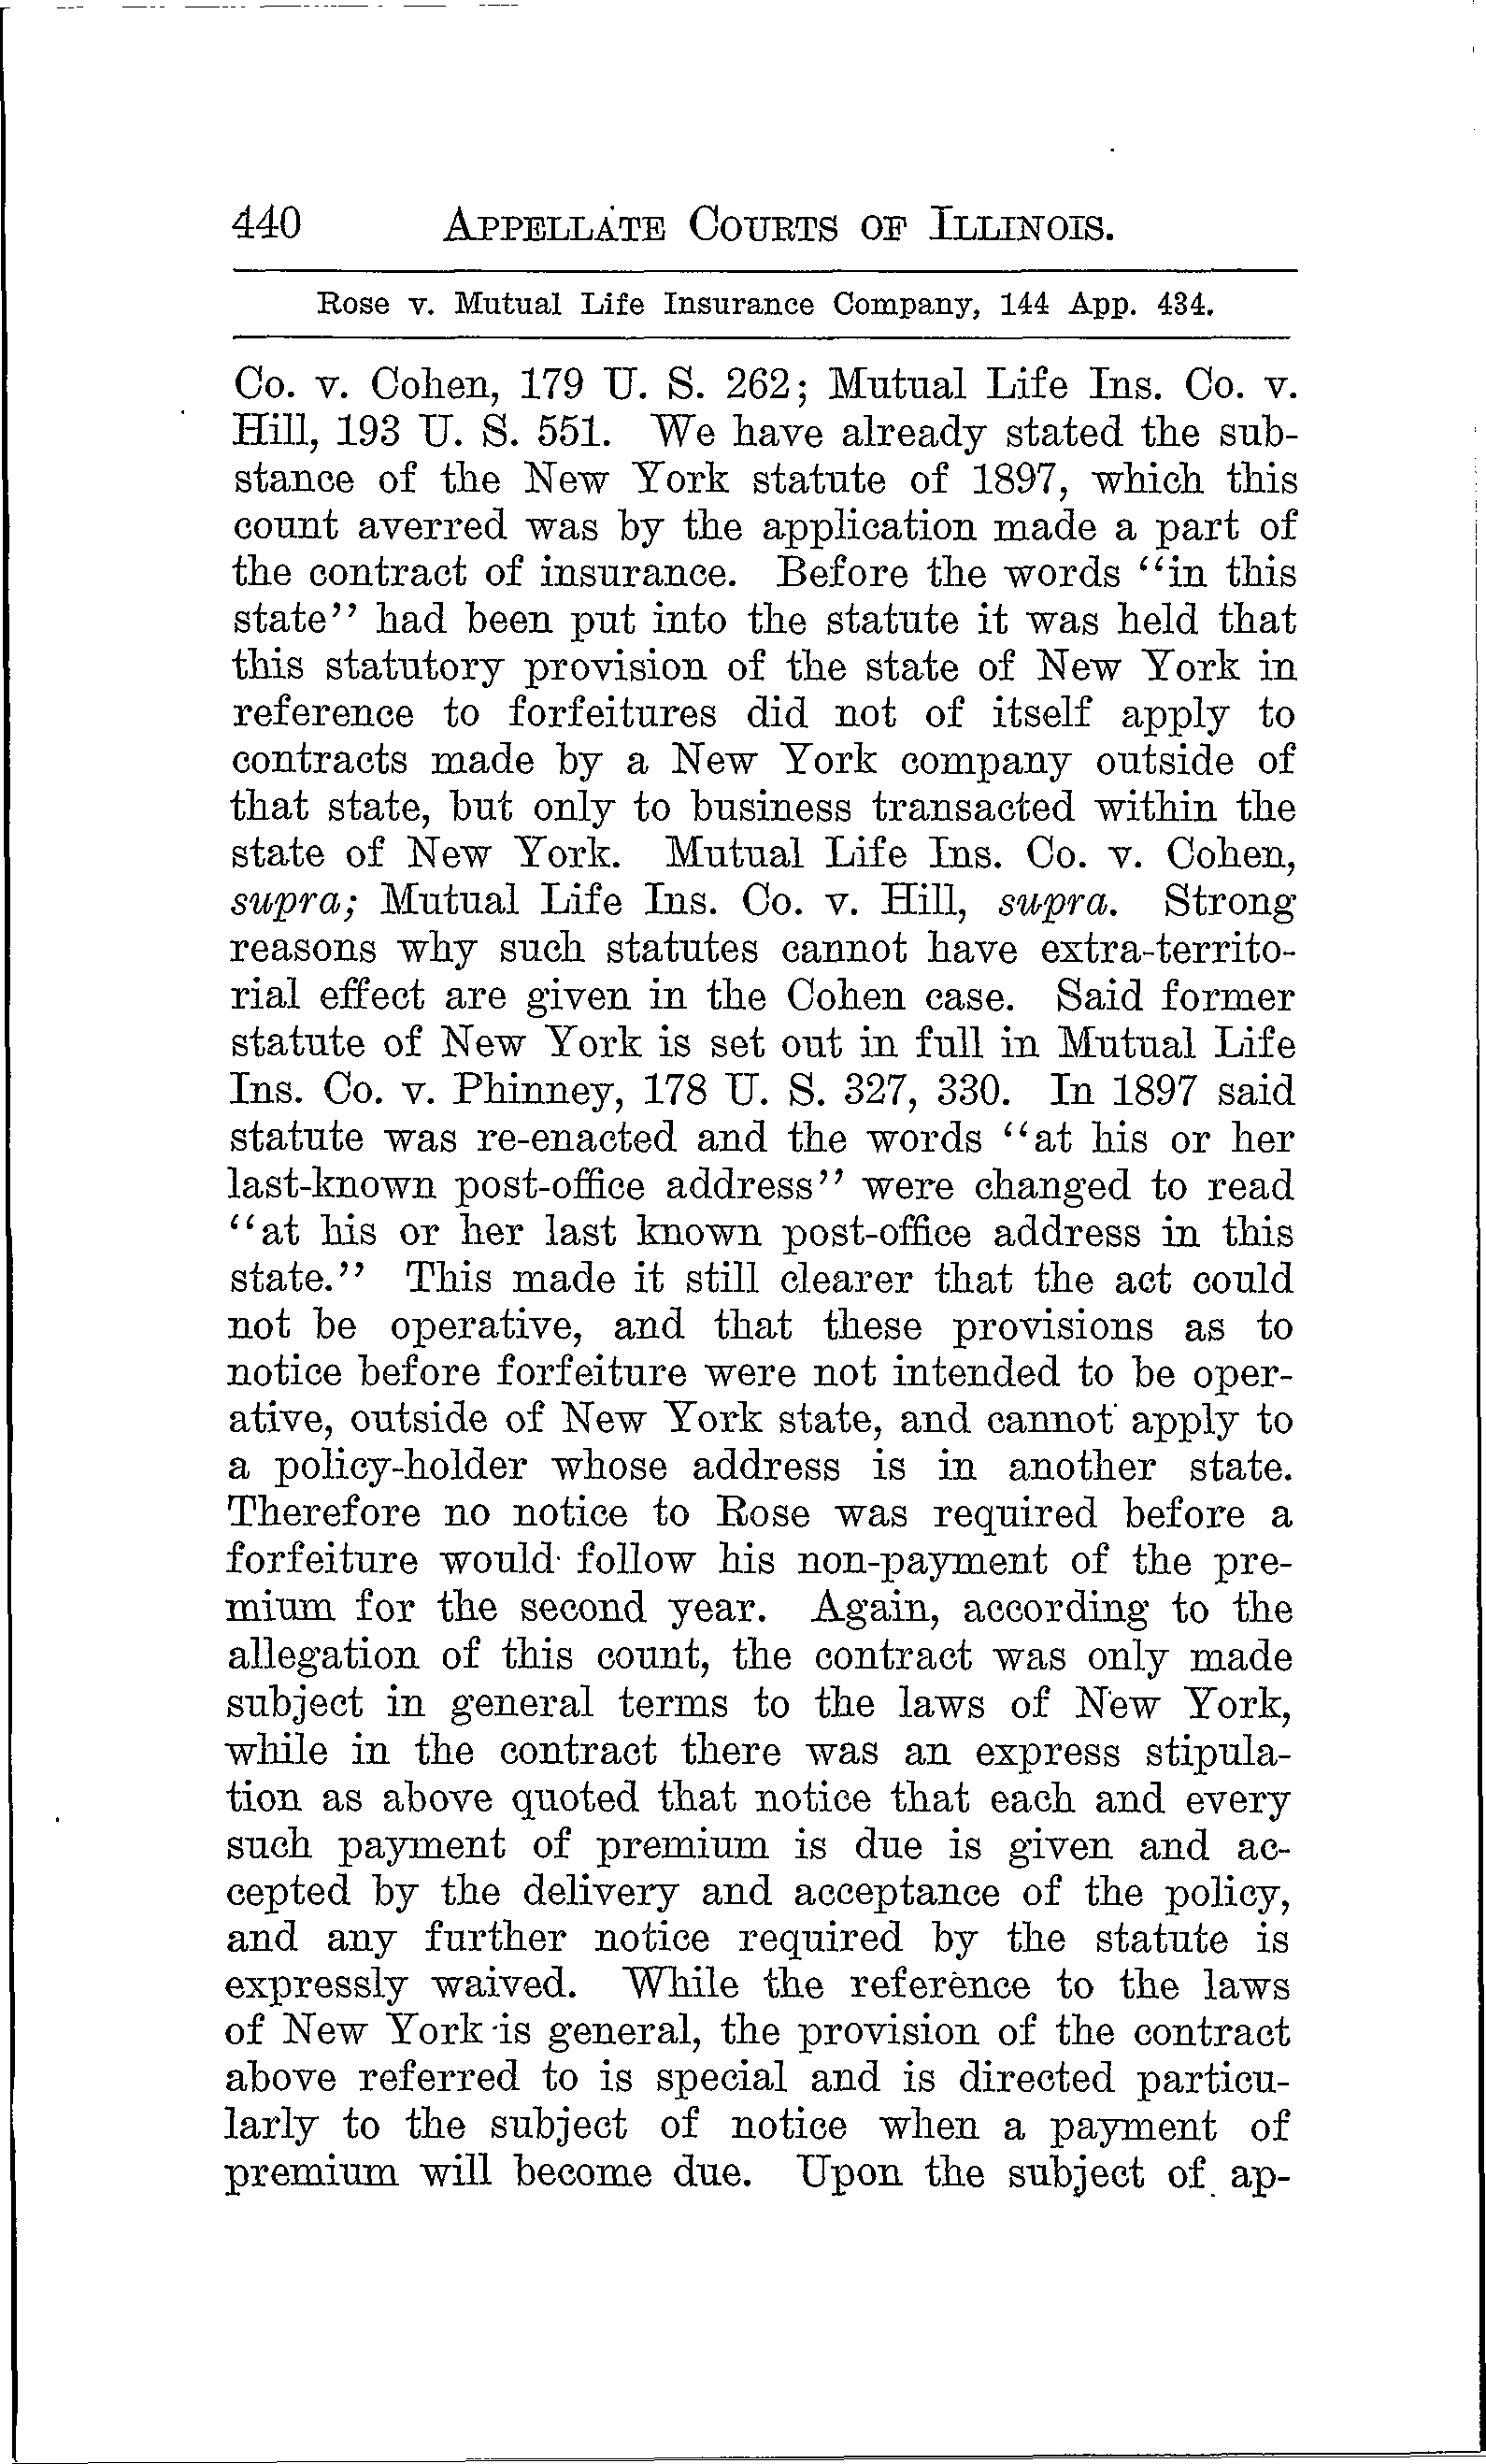 440 APPELLATE COURTS OF ILLINOIS.
Rose v. Mutual Life Insurance Company, 144 App. 434.
Co. v. Cohen, 179 U. S. 262; Mutual Life Ins. Co. v.
Hill, 193 U. S. 551. We have already stated the sub-
stance of the New York statute of 1897, which this
count averred was by the application made a part of
the contract of insurance. Before the words “in this
state” had been put into the statute it was held that
this statutory provision of the state of New York in
reference to forfeitures did not of itself apply to
contracts made by a New York company outside of
that state, but only to business transacted within the
state of New York. Mutual Life Ins. Co. v. Cohen,
supra; Mutual Life Ins. Co. v. Hill, supra. Strong
reasons why such statutes cannot have extra-territo-
rial effect are given in the Cohen case. Said former
statute of New York is set out in full in Mutual Life
Ins. Co. v. Phinney, 178 U. S. 327, 330. In 1897 said
statute was re-enacted and the words “at his or her
last-known post-office address” were changed to read
“at his or her last known post-office address in this
state.” This made it still clearer that the act could
not be operative, and that these provisions as to
notice before forfeiture were not intended to be oper-
ative, outside of New York state, and cannot apply to
a policy-holder whose address is in another state.
Therefore no notice to Rose was required before a
forfeiture would follow his non-payment of the pre-
mium for the second year. Again, according to the
allegation of this count, the contract was only made
subject in general terms to the laws of New York,
while in the contract there was an express stipula-
tion as above quoted that notice that each and every
such payment of premium is due is given and ac-
cepted by the delivery and acceptance of the policy,
and any further notice required by the statute is
expressly waived. While the reference to the laws
of New York is general, the provision of the contract
above referred to is special and is directed particu-
larly to the subject of notice when a payment of
premium will become due. Upon the subject of ap-